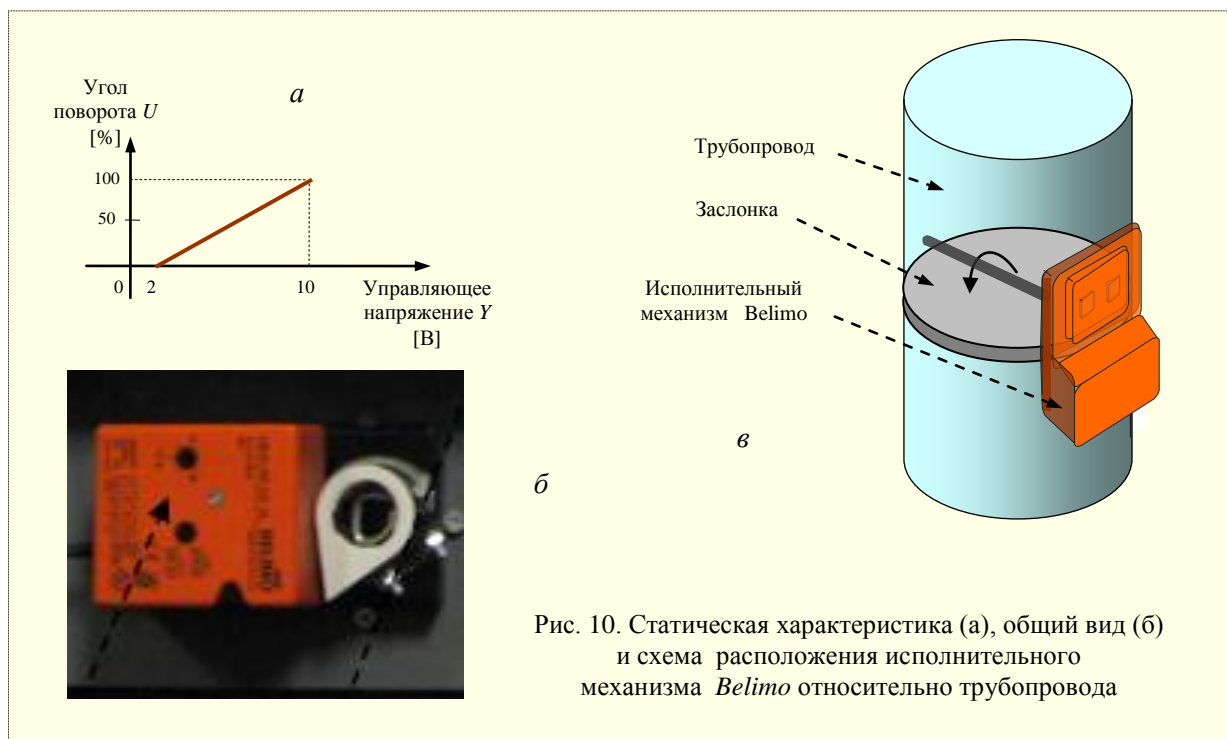 Угол
поворота U
[%]
а
100
50
0 2 10
Управляющее
напряжение Y
[В]
Трубопровод
Заслонка
Исполнительный
механизм Belimo
в
б
Рис. 10. Статическая характеристика (а), общий вид (б)
и схема расположения исполнительного
механизма Belimo относительно трубопровода